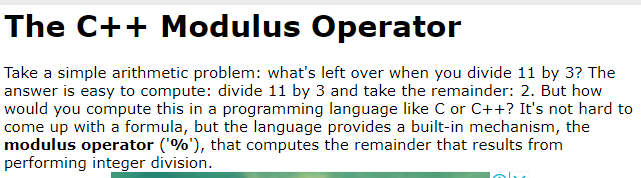 The C++ Modulus Operator
Take a simple arithmetic problem: what's left over when you divide 11 by 3? The
answer is easy to compute: divide 11 by 3 and take the remainder: 2. But how
would you compute this in a programming language like C or C++? It's not hard to
come up with a formula, but the language provides a built-in mechanism, the
modulus operator ('%'), that computes the remainder that results from
performing integer division.